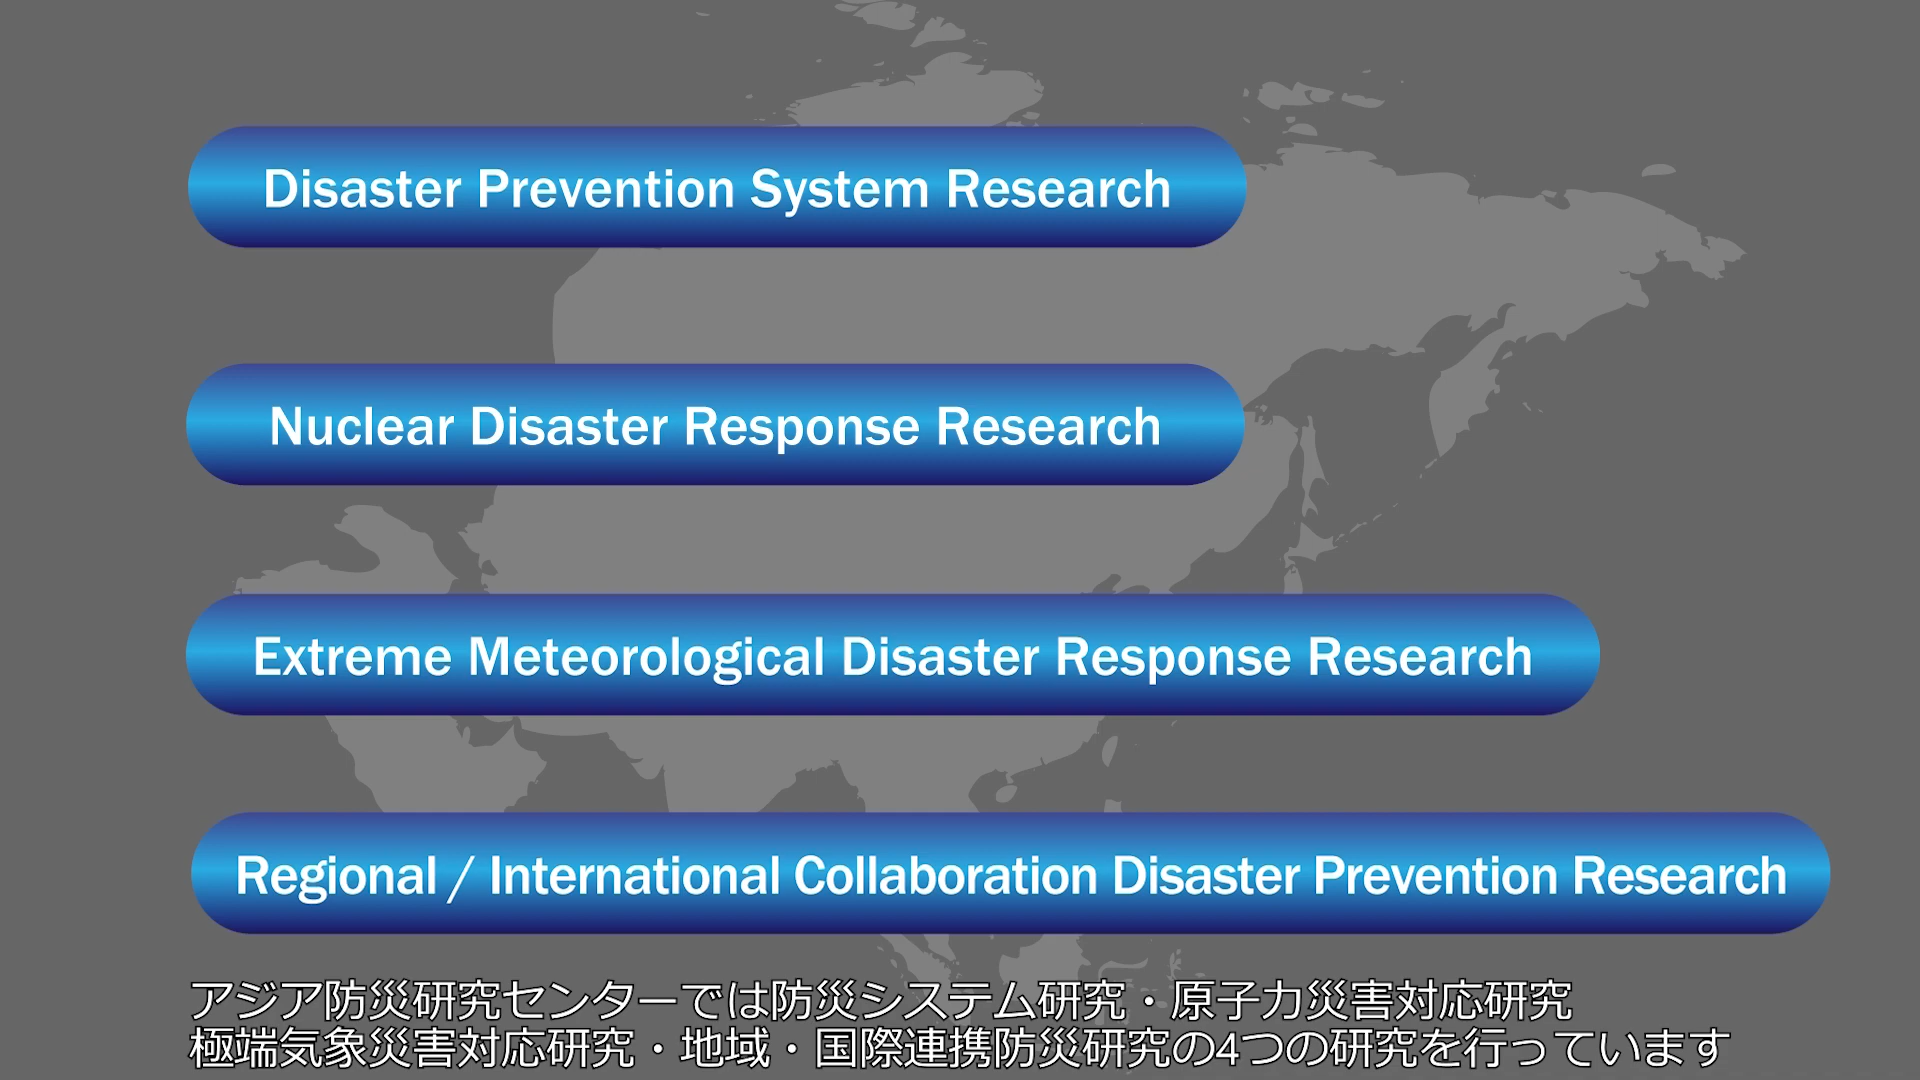 Disaster Prevention System Research
Nuclear Disaster Response Research
Extreme Meteorological Disaster Response Research
Regional / International Collaboration Disaster Prevention Research
アジア防災研究センターでは防災システム研究・原子力災害対応研究
極端気象災害対応研究・地域・国際連携防災研究の4つの研究を行っています